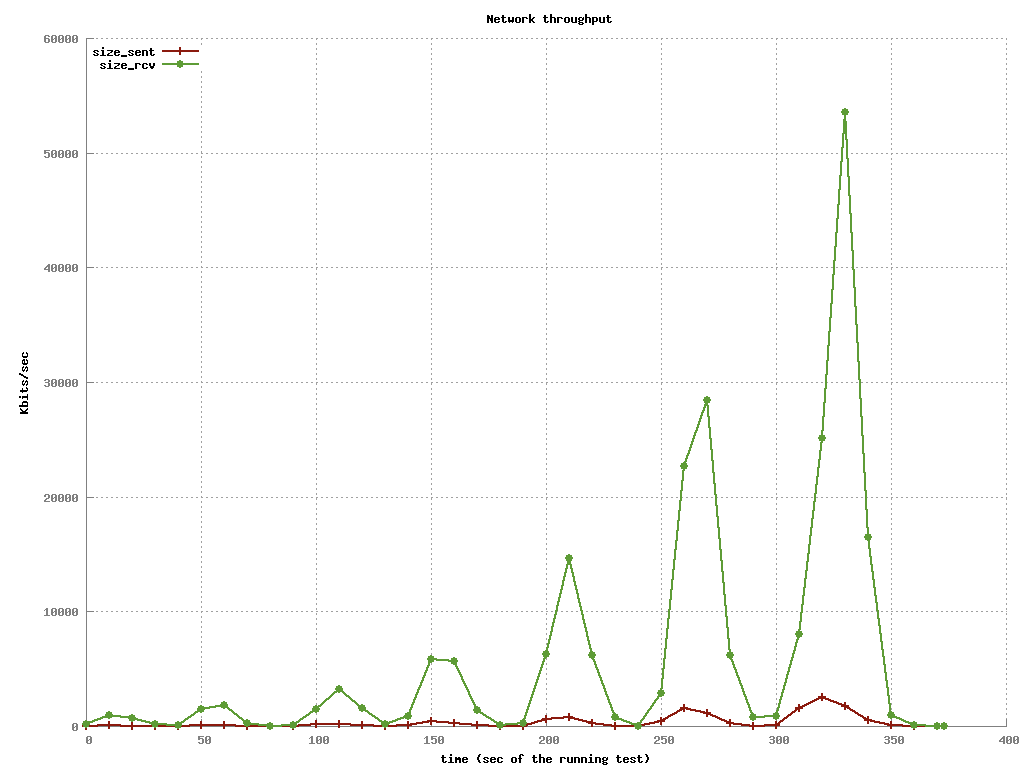 Network throughput
size_sent
size_rcv
60000
50000
40000
30000
20000
10000
0
Kbits/sec
0 50 100 150 200 250 300 350 400
time (sec of the running test)